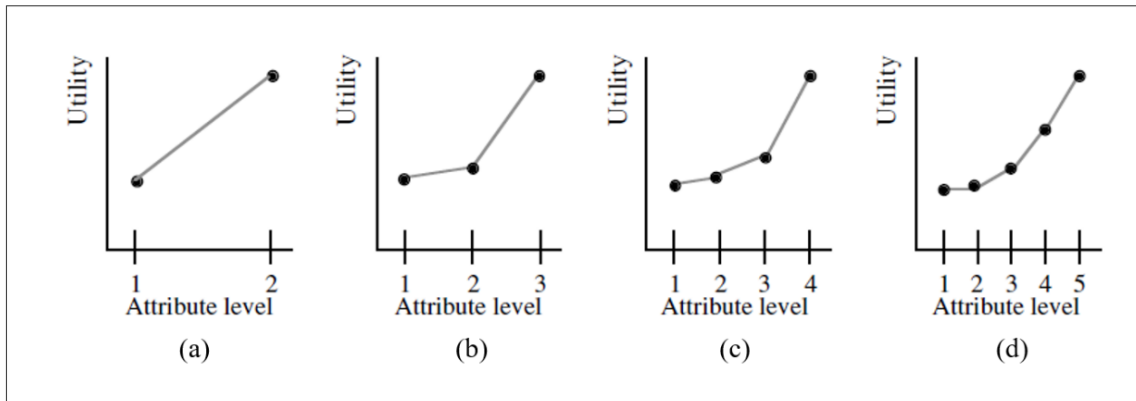 Utility
1 2
Attribute level
(a)
Utility
1 2 3
Attribute level
(b)
Utility
1 2 3 4
Attribute level
(c)
Utility
1 2 3 4 5
Attribute level
(d)